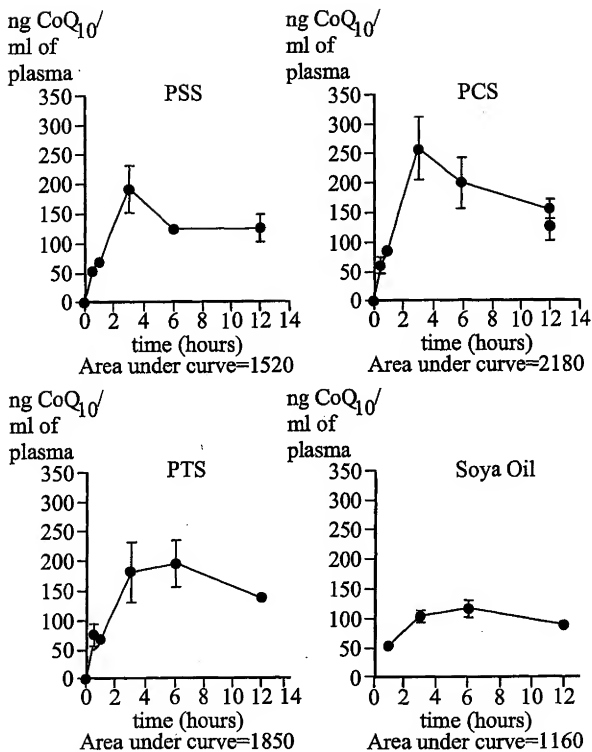 ng CoQ10/
ml of
plasma
PSS
350
300
250
200
150
100
50
0
0 2 4 6 8 10 12 14
time (hours)
Area under curve=1520
ng CoQ10/
ml of
plasma
PCS
350
300
250
200
150
100
50
0
0 2 4 6 8 10 12 14
time (hours)
Area under curve=2180
ng CoQ10/
ml of
plasma
PTS
350
300
250
200
150
100
50
0
0 2 4 6 8 10 12 14
time (hours)
Area under curve=1850
ng CoQ10/
ml of
plasma
Soya Oil
350
300
250
200
150
100
50
0
0 2 4 6 8 10 12
time (hours)
Area under curve=1160